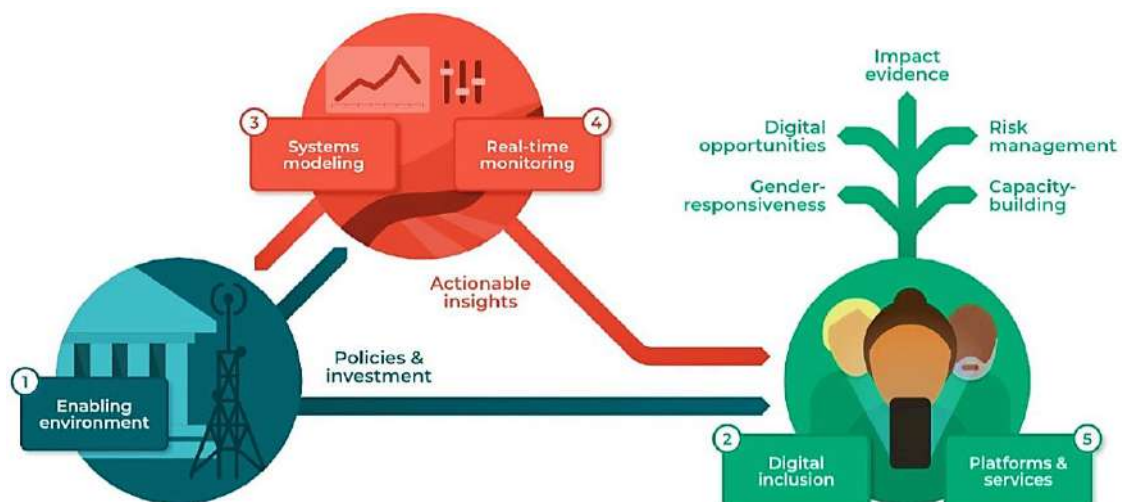 Impact
evidence
Digital
opportunities
Risk
management
Gender-
responsiveness
Capacity-
building
3
Systems
modeling
4
Real-time
monitoring
Actionable
insights
Policies &
investment
1
Enabling
environment
2
Digital
inclusion
5
Platforms &
services